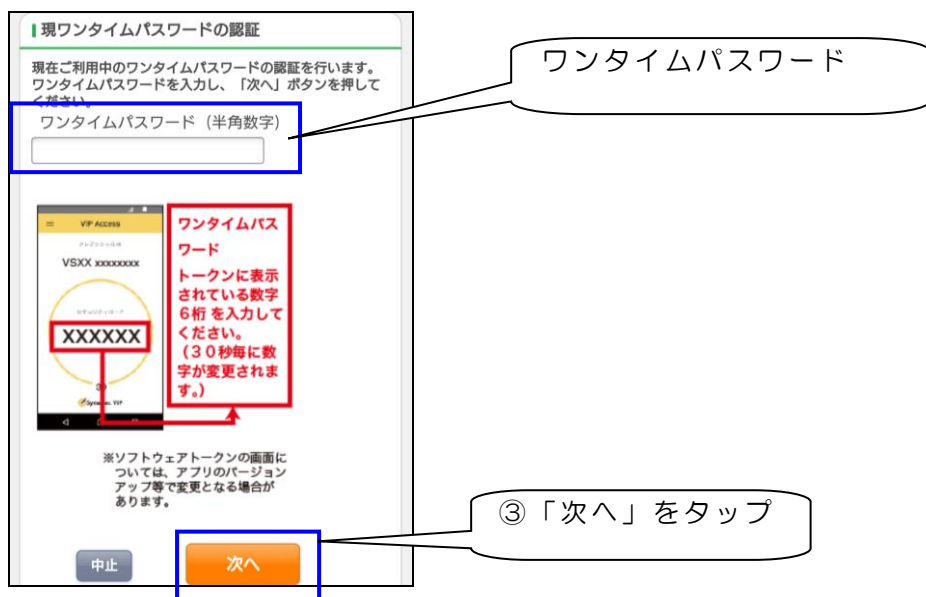 現ワンタイムパスワードの認証
現在ご利用中のワンタイムパスワードの認証を行います。
ワンタイムパスワードを入力し、「次へ」ボタンを押して
ください。
ワンタイムパスワード（半角数字）
ワンタイムパスワード
VIP Access
VSXX xxxxxxxx
XXXXXX
30
ワンタイムパス
ワード
トークンに表示
されている数字
6桁 を入力して
ください。
（３０秒毎に数
字が変更されま
す。）
※ソフトウェアトークンの画面に
ついては、アプリのバージョン
アップ等で変更となる場合が
あります。
③「次へ」をタップ
中止
次へ